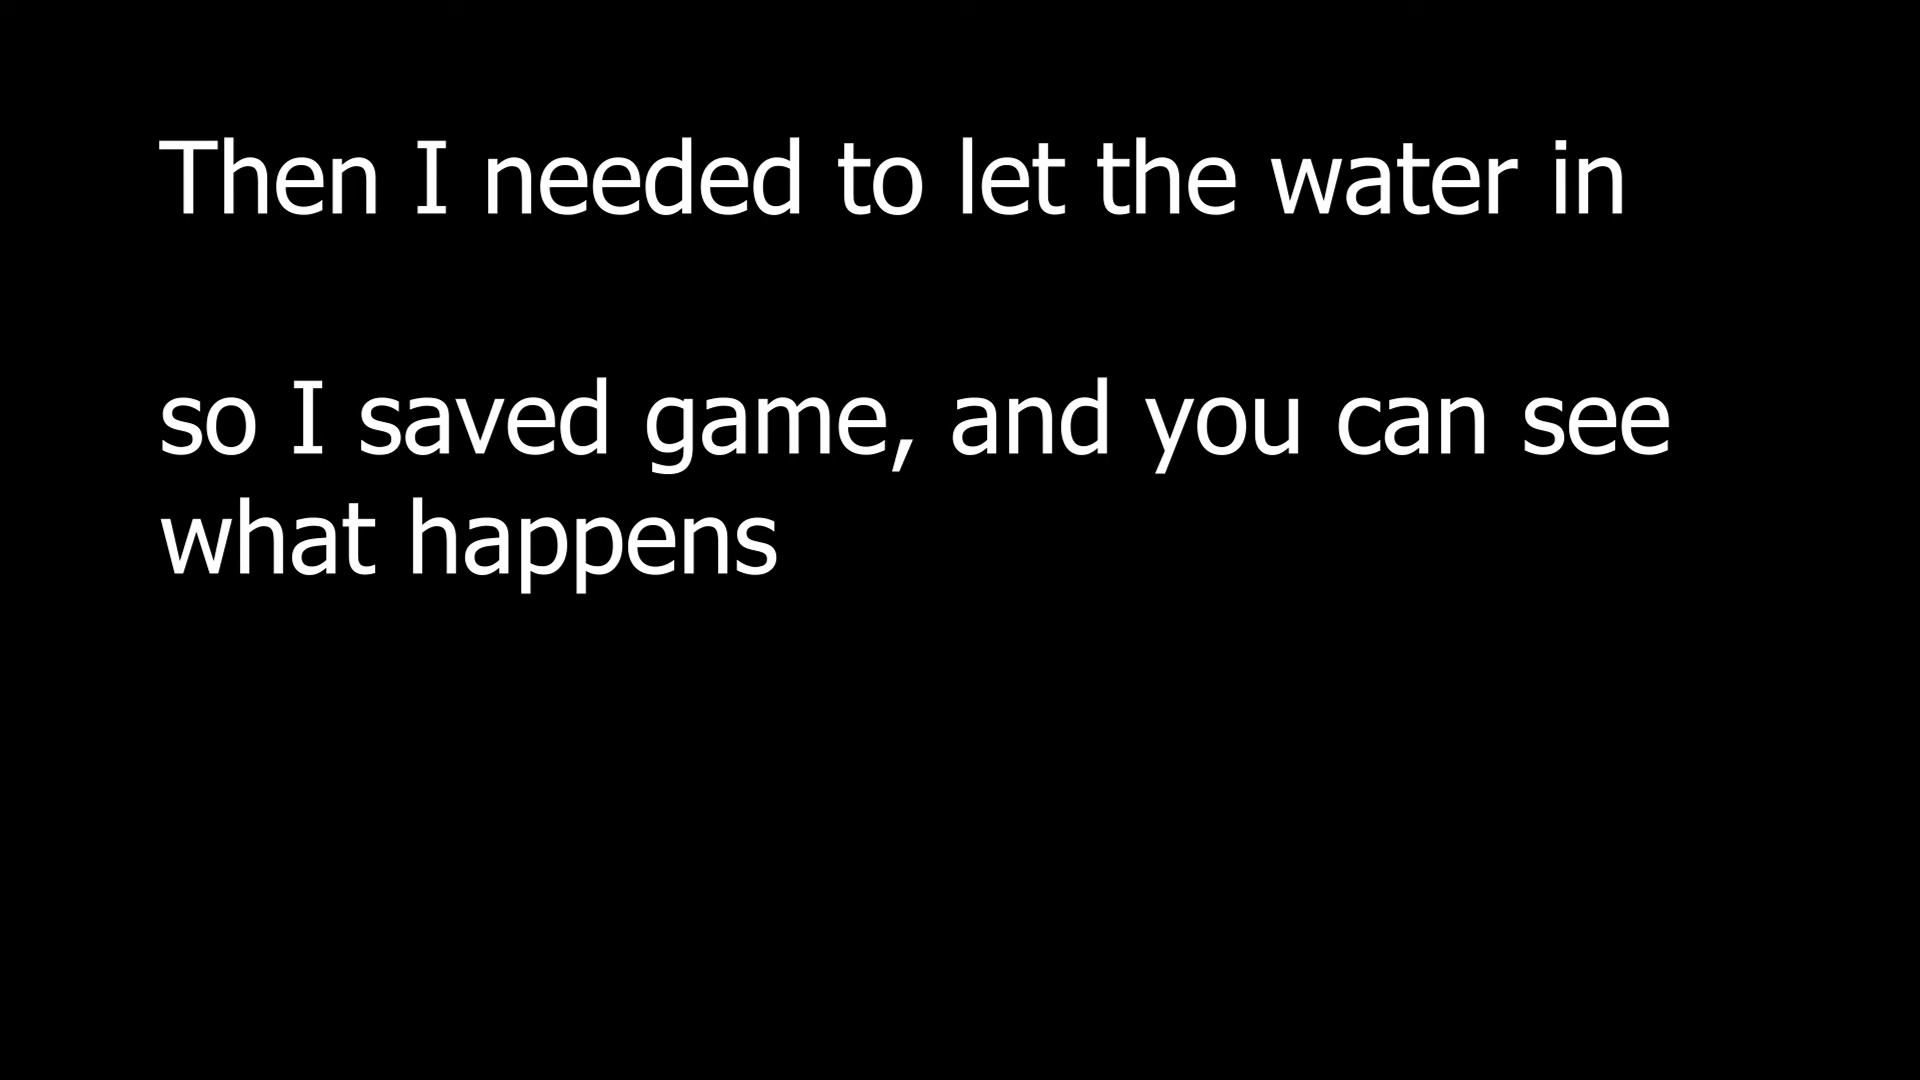 Then I needed to let the water in
so I saved game, and you can see
what happens